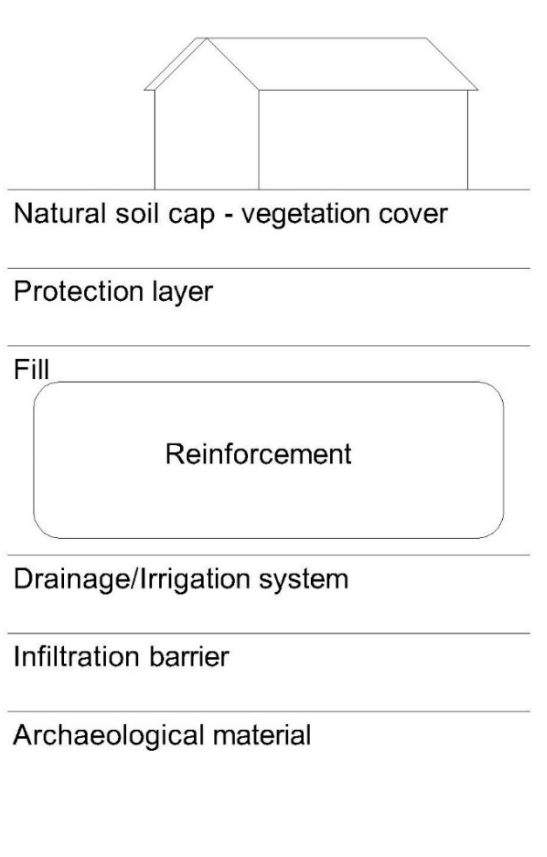 Natural soil cap - vegetation cover
Protection layer
Fill
Reinforcement
Drainage/Irrigation system
Infiltration barrier
Archaeological material